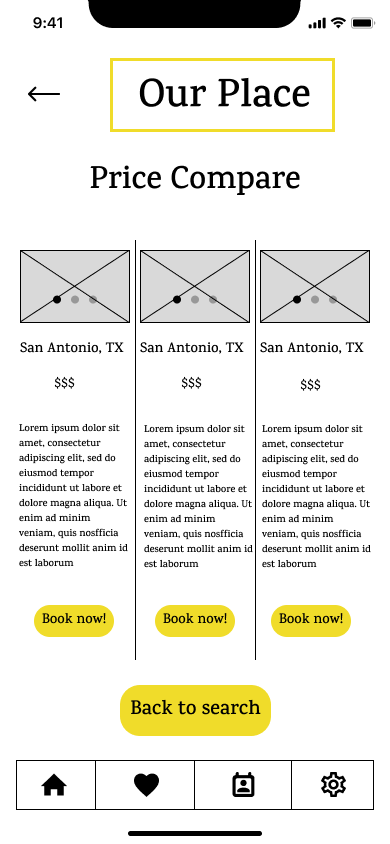 9:41
Our Place
Price Compare
San Antonio, TX
$$$
Lorem ipsum dolor sit
amet, consectetur
adipiscing elit, sed do
eiusmod tempor
incididunt ut labore et
dolore magna aliqua. Ut
enim ad minim
veniam, quis nosfficia
deserunt mollit anim id
est laborum
Book now!
San Antonio, TX
$$$
Lorem ipsum dolor sit
amet, consectetur
adipiscing elit, sed do
eiusmod tempor
incididunt ut labore et
dolore magna aliqua. Ut
enim ad minim
veniam, quis nosfficia
deserunt mollit anim id
est laborum
Book now!
San Antonio, TX
$$$
Lorem ipsum dolor sit
amet, consectetur
adipiscing elit, sed do
eiusmod tempor
incididunt ut labore et
dolore magna aliqua. Ut
enim ad minim
veniam, quis nosfficia
deserunt mollit anim id
est laborum
Book now!
Back to search